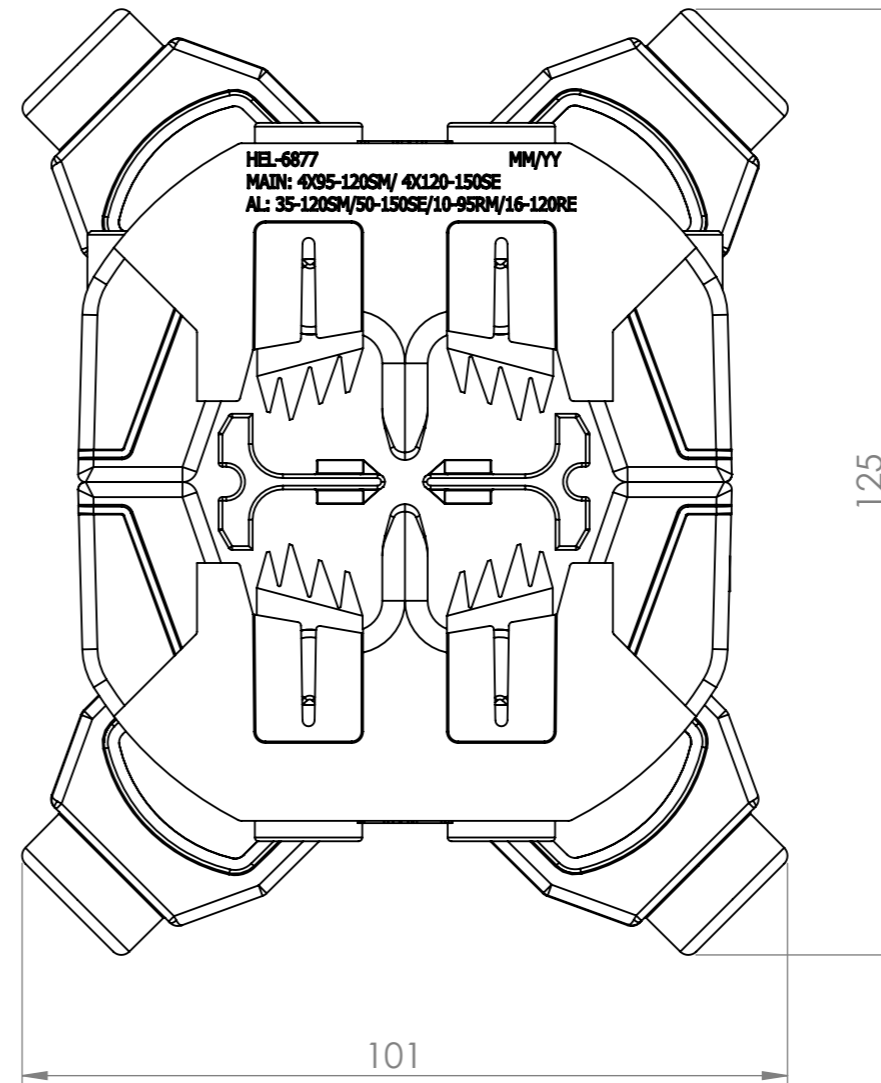 HEL-6877 MM/YY
MAIN: 4X95-120SM/ 4X120-150SE
AL: 35-120SM/50-150SE/10-95RM/16-120RE
125
101